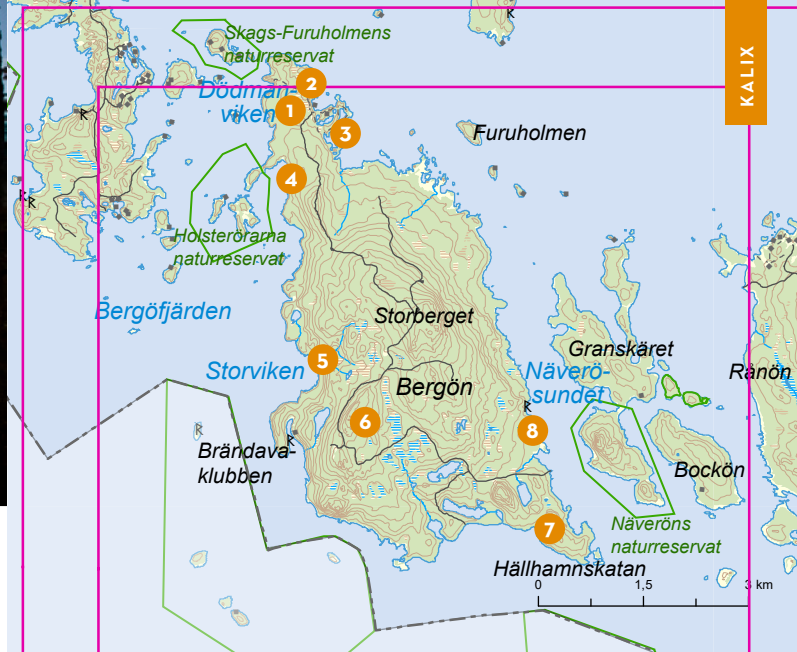 KALIX
Skags-Furuholmens
naturreservat
2
Dödman-
viken
1
3
Furuholmen
4
Holsterörarna
naturreservat
Bergöfjärden
Storberget
Granskäret
5
Storviken
Näverö-
sundet
Rånön
Bergön
6
8
Brändava-
klubben
Bockön
7
Näveröns
naturreservat
Hällhamnskatan
0 1,5 3 km